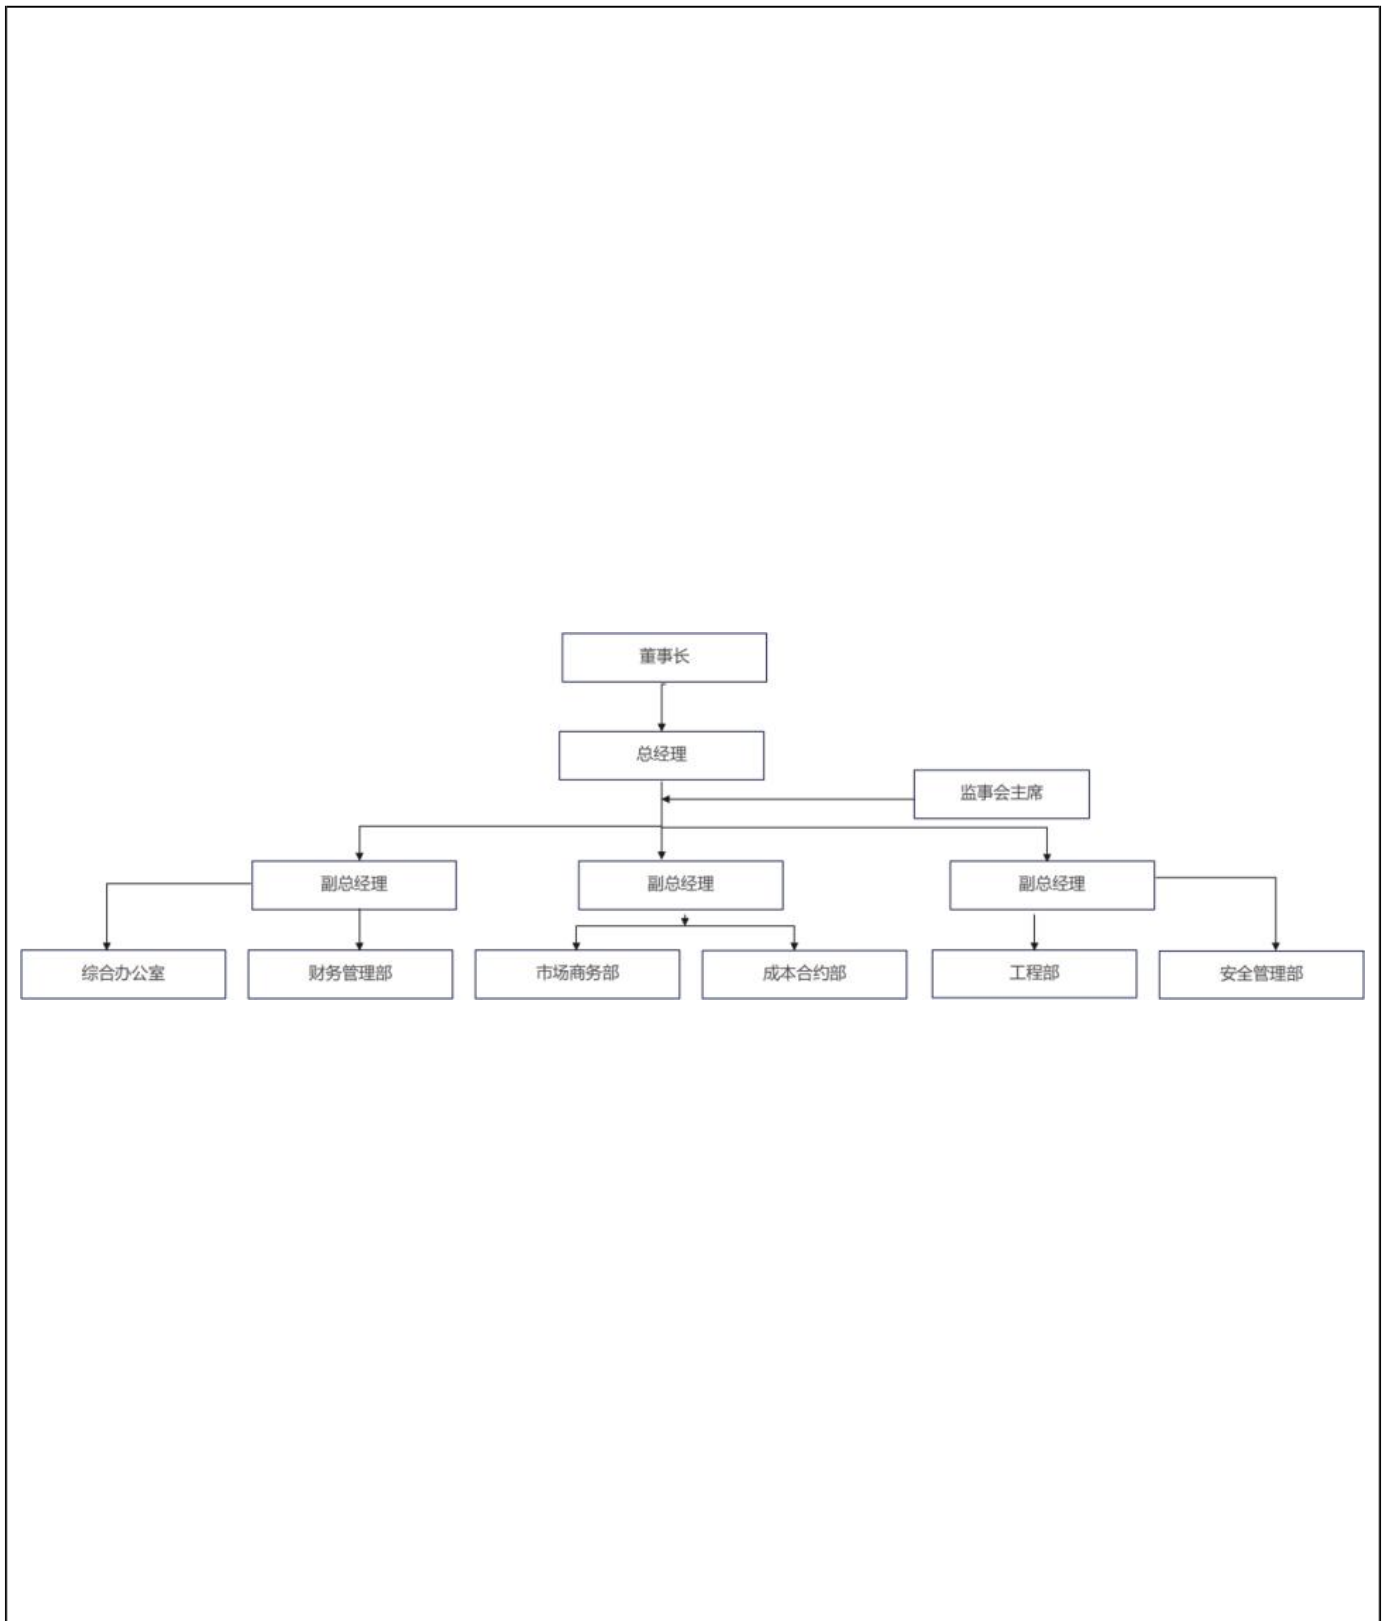 董事长
总经理
监事会主席
副总经理
副总经理
副总经理
综合办公室
财务管理部
市场商务部
成本合约部
工程部
安全管理部